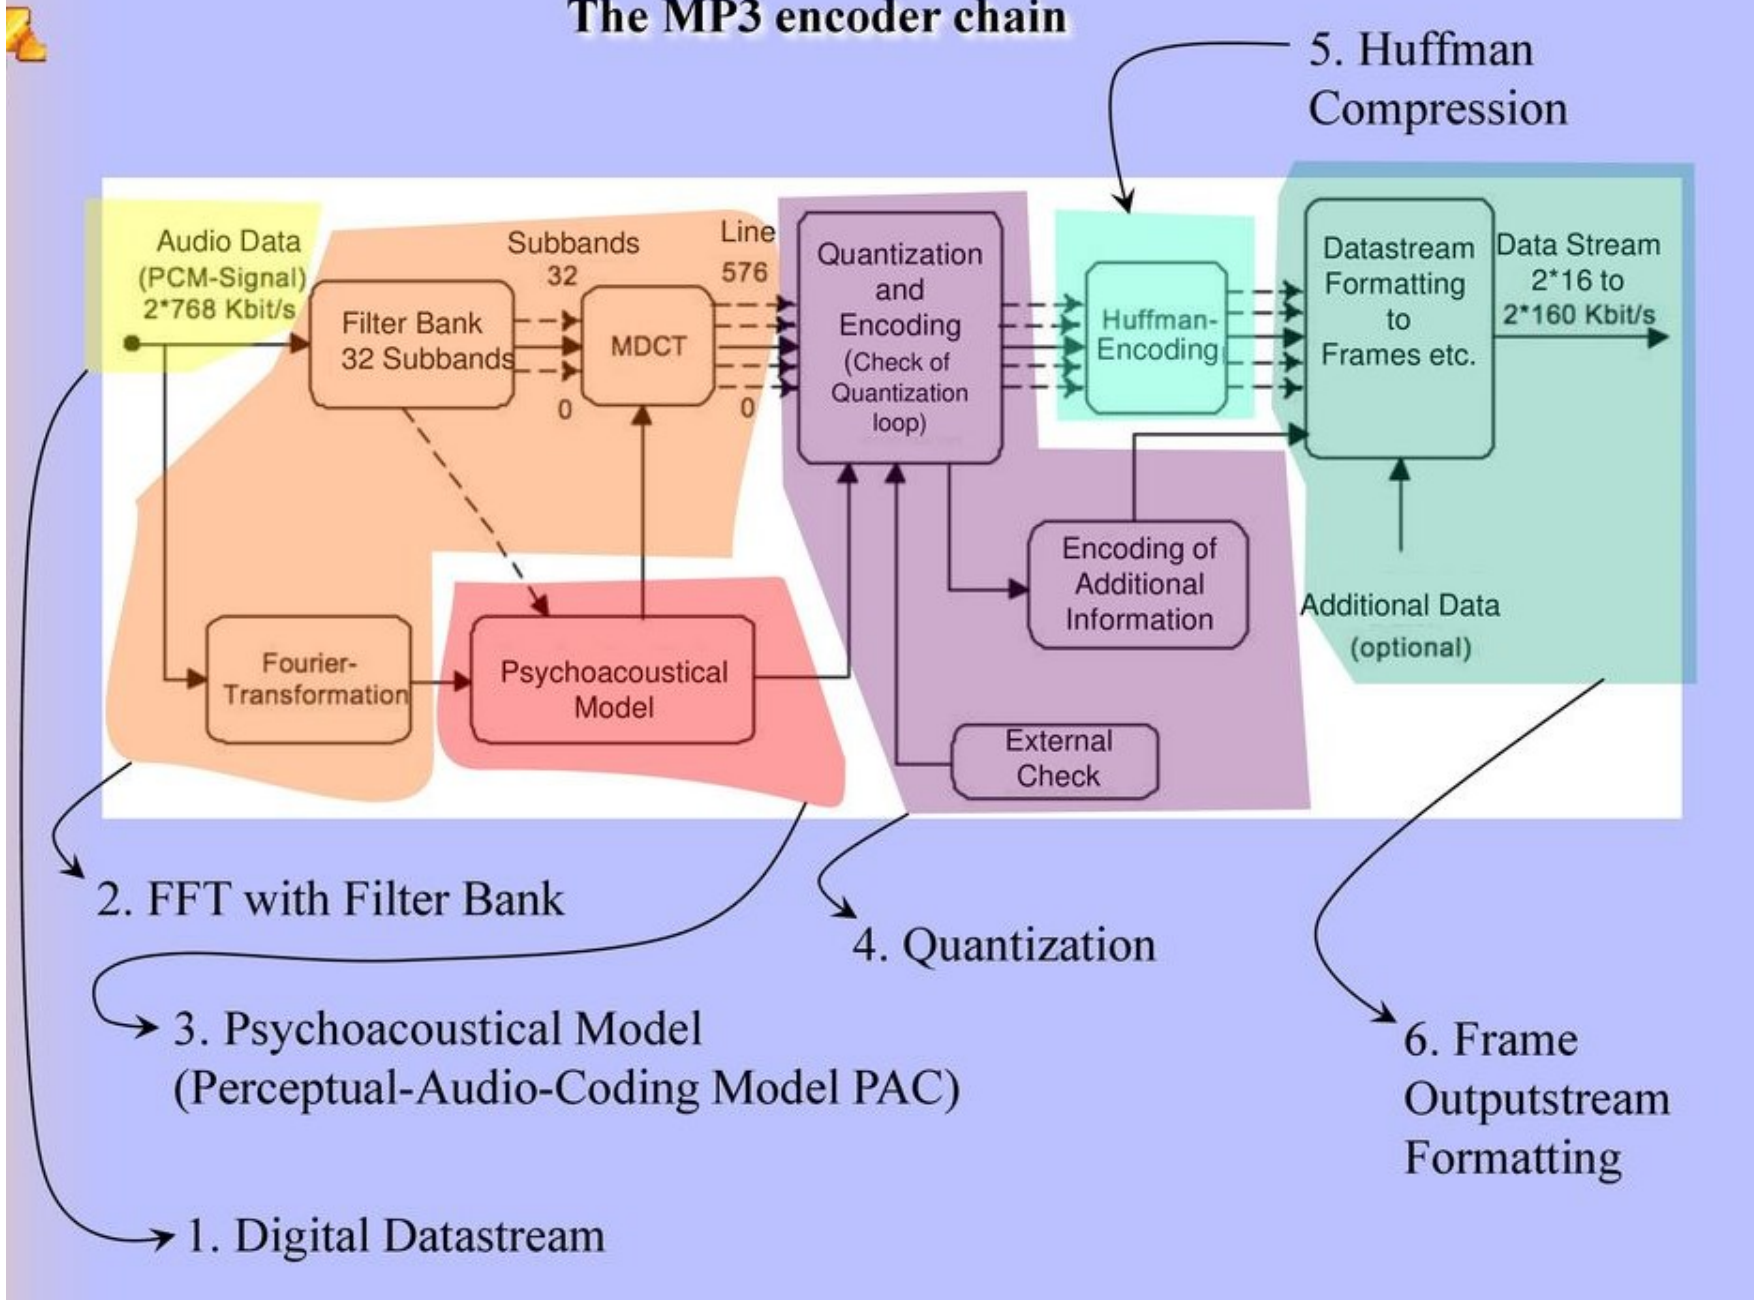 The MP3 encoder chain
5. Huffman
Compression
Audio Data
(PCM-Signal)
2*768 Kbit/s
Subbands
32
Line
576
Filter Bank
32 Subbands
MDCT
0
0
Quantization
and
Encoding
(Check of
Quantization
loop)
Huffman-
Encoding
Datastream
Formatting
to
Frames etc.
Data Stream
2*16 to
2*160 Kbit/s
Encoding of
Additional
Information
Additional Data
(optional)
Fourier-
Transformation
Psychoacoustical
Model
External
Check
2. FFT with Filter Bank
4. Quantization
3. Psychoacoustical Model
(Perceptual-Audio-Coding Model PAC)
6. Frame
Outputstream
Formatting
1. Digital Datastream